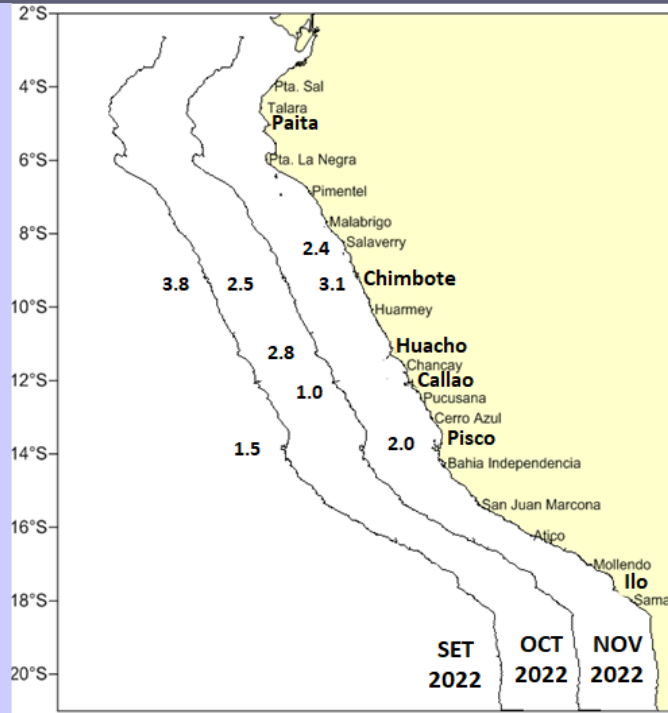 2°S
4°S
Pta. Sal
Talara
Paita
6°S
Pta. La Negra
Pimentel
Malabrigo
8°S
2.4
Salaverry
3.8
2.5
3.1
Chimbote
10°S
Huarmey
Huacho
2.8
Chancay
12°S
1.0
Callao
Pucusana
Cerro Azul
1.5
2.0
Pisco
14°S
Bahia Independencia
San Juan Marcona
16°S
Atico
Mollendo
Ilo
18°S
Sama
SET
2022
OCT
2022
NOV
2022
20°S